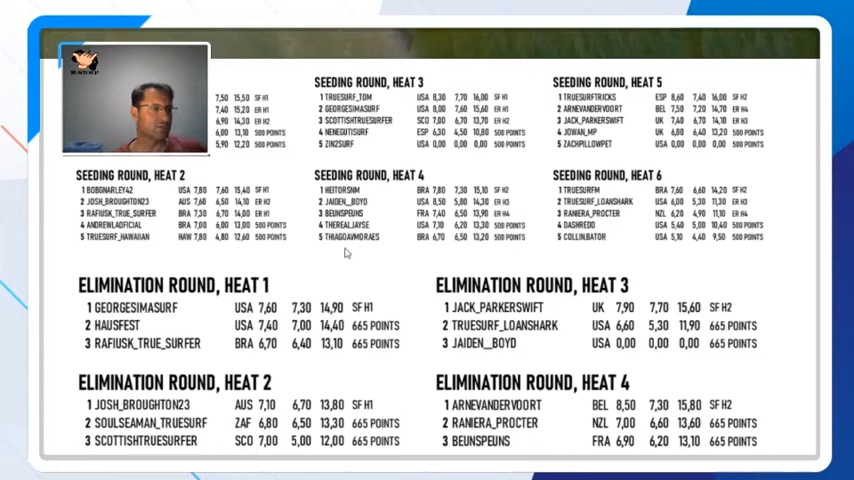 7,50 15,50 SF H1
7,40 15,20 ER H1
6,90 14,30 ER H2
6,00 13,10 500 POINTS
5,90 12,20 500 POINTS
SEEDING ROUND, HEAT 3
1 TRUESURF_TOM USA 8,30 7,70 16,00 SF H1
2 GEORGESIMASURF USA 8,00 7,60 15,60 ER H1
3 SCOTTISHTRUESURFER SCO 7,00 6,70 13,70 ER H2
4 NENEGUTISURF ESP 6,30 4,50 10,80 500 POINTS
5 ZIN2SURF USA 0,00 0,00 0,00 500 POINTS
SEEDING ROUND, HEAT 5
1 TRUESURFTRICKS ESP 8,60 7,40 16,00 SF H2
2 ARNEVANDERVOORT BEL 7,50 7,20 14,70 ER H4
3 JACK_PARKERSWIFT UK 7,40 6,70 14,10 ER H3
4 JOWAN_MP UK 6,80 6,40 13,20 500 POINTS
5 ZACHPILLOWPET USA 0,00 0,00 0,00 500 POINTS
SEEDING ROUND, HEAT 2
1 BOBGNARLEY42 USA 7,80 7,60 15,40 SF H1
2 JOSH_BROUGHTON23 AUS 7,60 6,50 14,10 ER H2
3 RAFIUSK_TRUE_SURFER BRA 7,30 6,70 14,00 ER H1
4 ANDREWLAOFICIAL BRA 7,00 6,00 13,00 500 POINTS
5 TRUESURF_HAWAIIAN HAW 7,80 4,80 12,60 500 POINTS
SEEDING ROUND, HEAT 4
1 HEITORSNM BRA 7,80 7,30 15,10 SF H2
2 JAIDEN__BOYD USA 8,50 5,80 14,30 ER H3
3 BEUNSPEUNS FRA 7,40 6,50 13,90 ER H4
4 THEREALJAYSE USA 7,10 6,20 13,30 500 POINTS
5 THIAGOAVMORAES BRA 6,70 6,50 13,20 500 POINTS
SEEDING ROUND, HEAT 6
1 TRUESURFM BRA 7,60 6,60 14,20 SF H2
2 TRUESURF_LOANSHARK USA 6,00 5,30 11,30 ER H3
3 RANIERA_PROCTER NZL 6,20 4,90 11,10 ER H4
4 DASHREDD USA 5,40 5,00 10,40 500 POINTS
5 COLLIN.BATOR USA 5,10 4,40 9,50 500 POINTS
ELIMINATION ROUND, HEAT 1
1 GEORGESIMASURF USA 7,60 7,30 14,90 SF H1
2 HAUSFEST USA 7,40 7,00 14,40 665 POINTS
3 RAFIUSK_TRUE_SURFER BRA 6,70 6,40 13,10 665 POINTS
ELIMINATION ROUND, HEAT 3
1 JACK_PARKERSWIFT UK 7,90 7,70 15,60 SF H2
2 TRUESURF_LOANSHARK USA 6,60 5,30 11,90 665 POINTS
3 JAIDEN__BOYD USA 0,00 0,00 0,00 665 POINTS
ELIMINATION ROUND, HEAT 2
1 JOSH_BROUGHTON23 AUS 7,10 6,70 13,80 SF H1
2 SOULSEAMAN_TRUESURF ZAF 6,80 6,50 13,30 665 POINTS
3 SCOTTISHTRUESURFER SCO 7,00 5,00 12,00 665 POINTS
ELIMINATION ROUND, HEAT 4
1 ARNEVANDERVOORT BEL 8,50 7,30 15,80 SF H2
2 RANIERA_PROCTER NZL 7,00 6,60 13,60 665 POINTS
3 BEUNSPEUNS FRA 6,90 6,20 13,10 665 POINTS